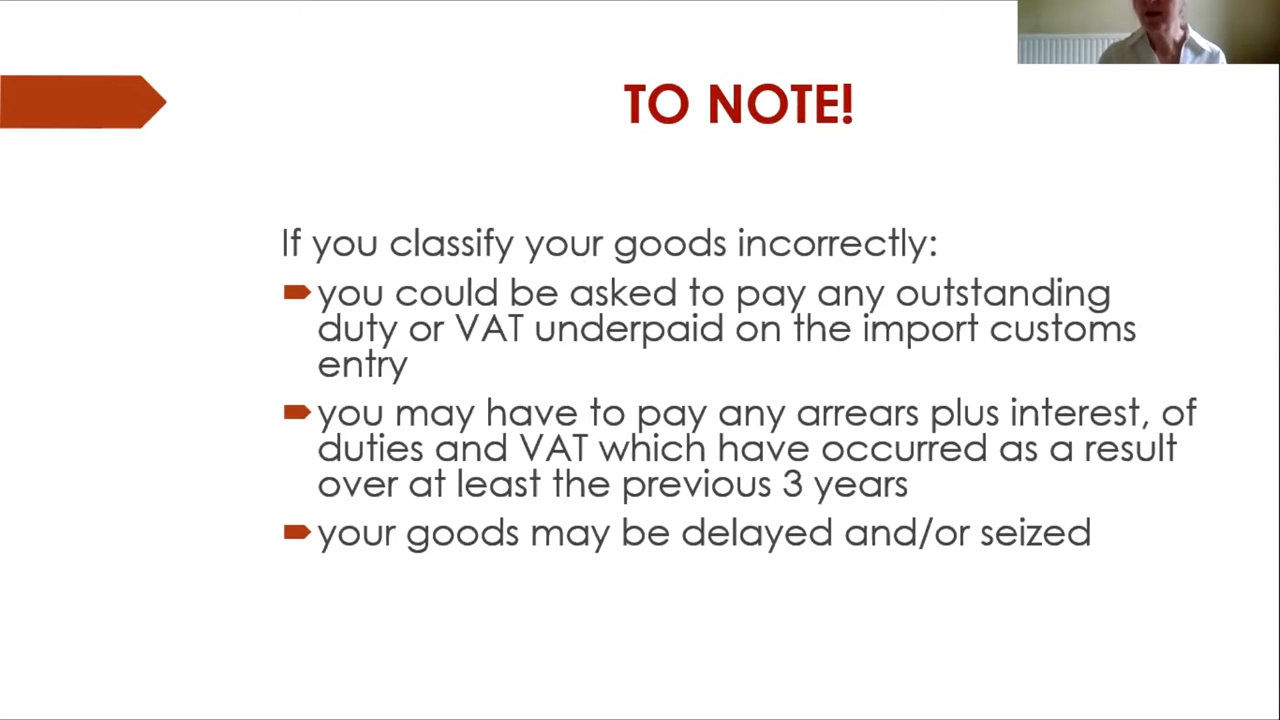 TO NOTE!
If you classify your goods incorrectly:
you could be asked to pay any outstanding
duty or VAT underpaid on the import customs
entry
you may have to pay any arrears plus interest, of
duties and VAT which have occurred as a result
over at least the previous 3 years
your goods may be delayed and/or seized